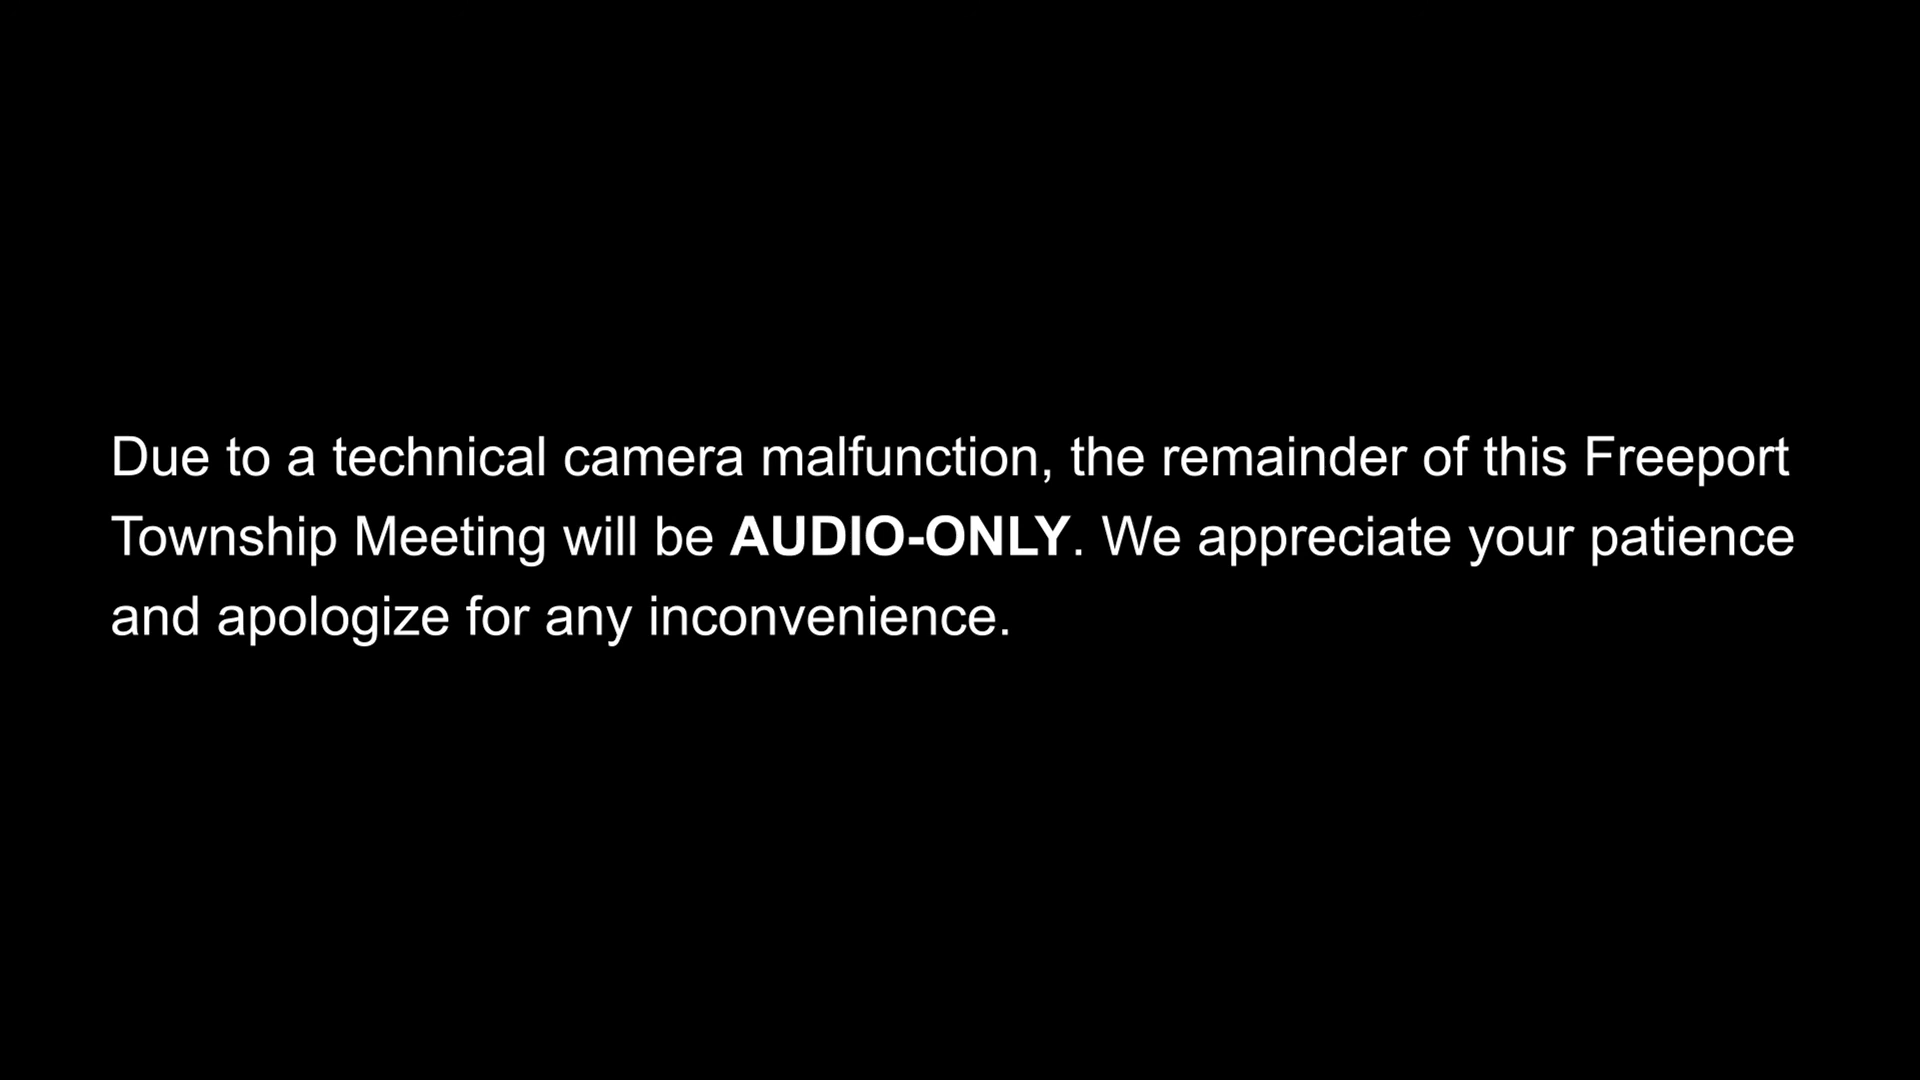 Due to a technical camera malfunction, the remainder of this Freeport
Township Meeting will be AUDIO-ONLY. We appreciate your patience
and apologize for any inconvenience.